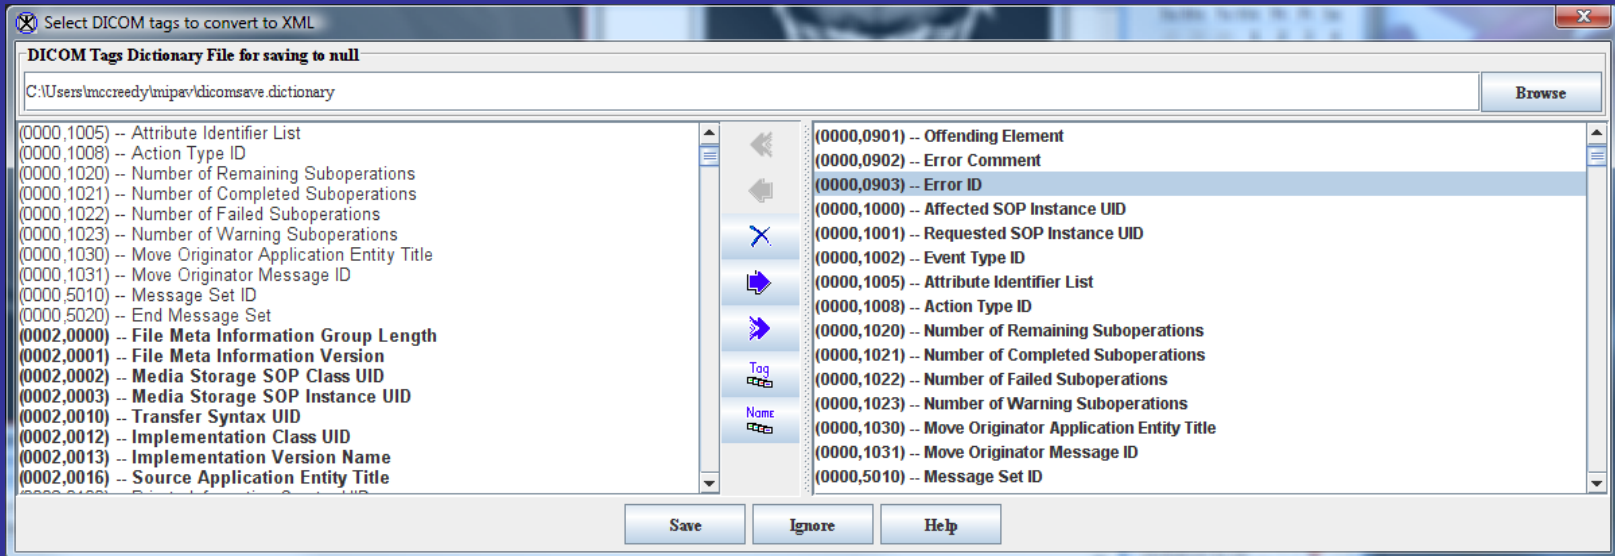 Select DICOM tags to convert to XML
DICOM Tags Dictionary File for saving to null
C:\Users\mccreedy\mipav\dicomsave.dictionary
Browse
(0000,1005) -- Attribute Identifier List
(0000,1008) -- Action Type ID
(0000,1020) -- Number of Remaining Suboperations
(0000,1021) -- Number of Completed Suboperations
(0000,1022) -- Number of Failed Suboperations
(0000,1023) -- Number of Warning Suboperations
(0000,1030) -- Move Originator Application Entity Title
(0000,1031) -- Move Originator Message ID
(0000,5010) -- Message Set ID
(0000,5020) -- End Message Set
(0002,0000) -- File Meta Information Group Length
(0002,0001) -- File Meta Information Version
(0002,0002) -- Media Storage SOP Class UID
(0002,0003) -- Media Storage SOP Instance UID
(0002,0010) -- Transfer Syntax UID
(0002,0012) -- Implementation Class UID
(0002,0013) -- Implementation Version Name
(0002,0016) -- Source Application Entity Title
Tag
Name
(0000,0901) -- Offending Element
(0000,0902) -- Error Comment
(0000,0903) -- Error ID
(0000,1000) -- Affected SOP Instance UID
(0000,1001) -- Requested SOP Instance UID
(0000,1002) -- Event Type ID
(0000,1005) -- Attribute Identifier List
(0000,1008) -- Action Type ID
(0000,1020) -- Number of Remaining Suboperations
(0000,1021) -- Number of Completed Suboperations
(0000,1022) -- Number of Failed Suboperations
(0000,1023) -- Number of Warning Suboperations
(0000,1030) -- Move Originator Application Entity Title
(0000,1031) -- Move Originator Message ID
(0000,5010) -- Message Set ID
Save
Ignore
Help